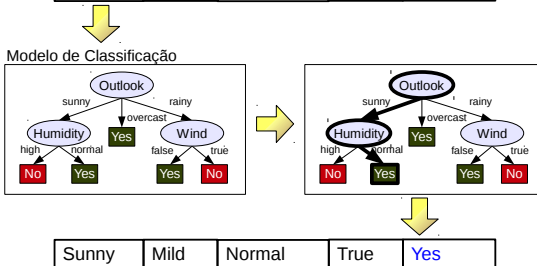 Modelo de Classificação
Outlook
sunny
rainy
overcast
Humidity
Yes
Wind
high
normal
false
true
No
Yes
Yes
No
Outlook
sunny
rainy
overcast
Humidity
Yes
Wind
high
normal
false
true
No
Yes
Yes
No
Sunny Mild Normal True Yes